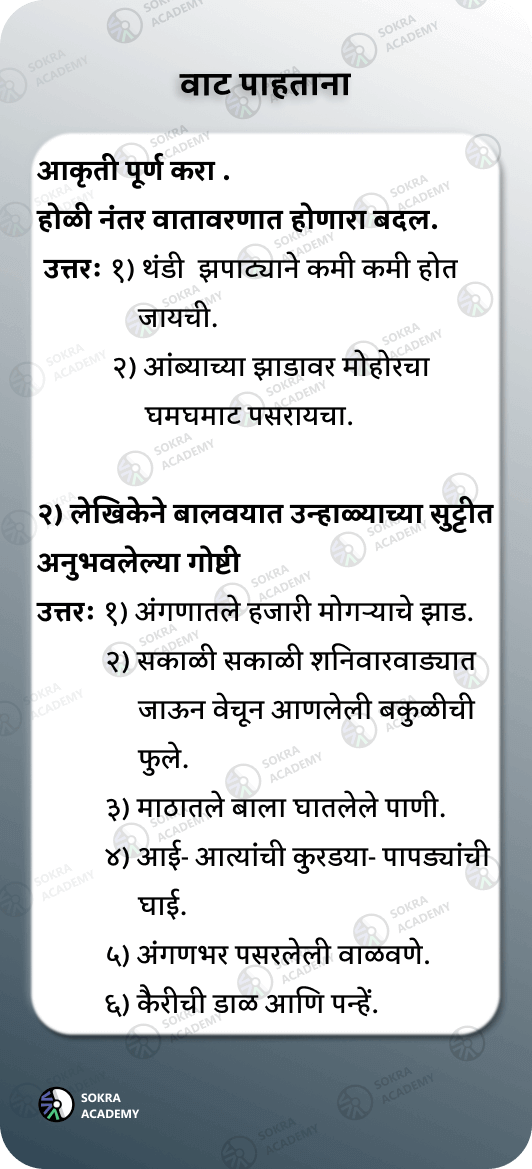 वाट पाहताना
आकृती पूर्ण करा .
होळी नंतर वातावरणात होणारा बदल.
उत्तरः १) थंडी झपाट्याने कमी कमी होत
जायची.
२) आंब्याच्या झाडावर मोहोरचा
घमघमाट पसरायचा.
२) लेखिकेने बालवयात उन्हाळ्याच्या सुट्टीत
अनुभवलेल्या गोष्टी
उत्तरः १) अंगणातले हजारी मोगऱ्याचे झाड.
२) सकाळी सकाळी शनिवारवाड्यात
जाऊन वेचून आणलेली बकुळीची
फुले.
३) माठातले बाला घातलेले पाणी.
४) आई- आत्यांची कुरडया- पापड्यांची
घाई.
५) अंगणभर पसरलेली वाळवणे.
६) कैरीची डाळ आणि पन्हें.
SOKRA
ACADEMY